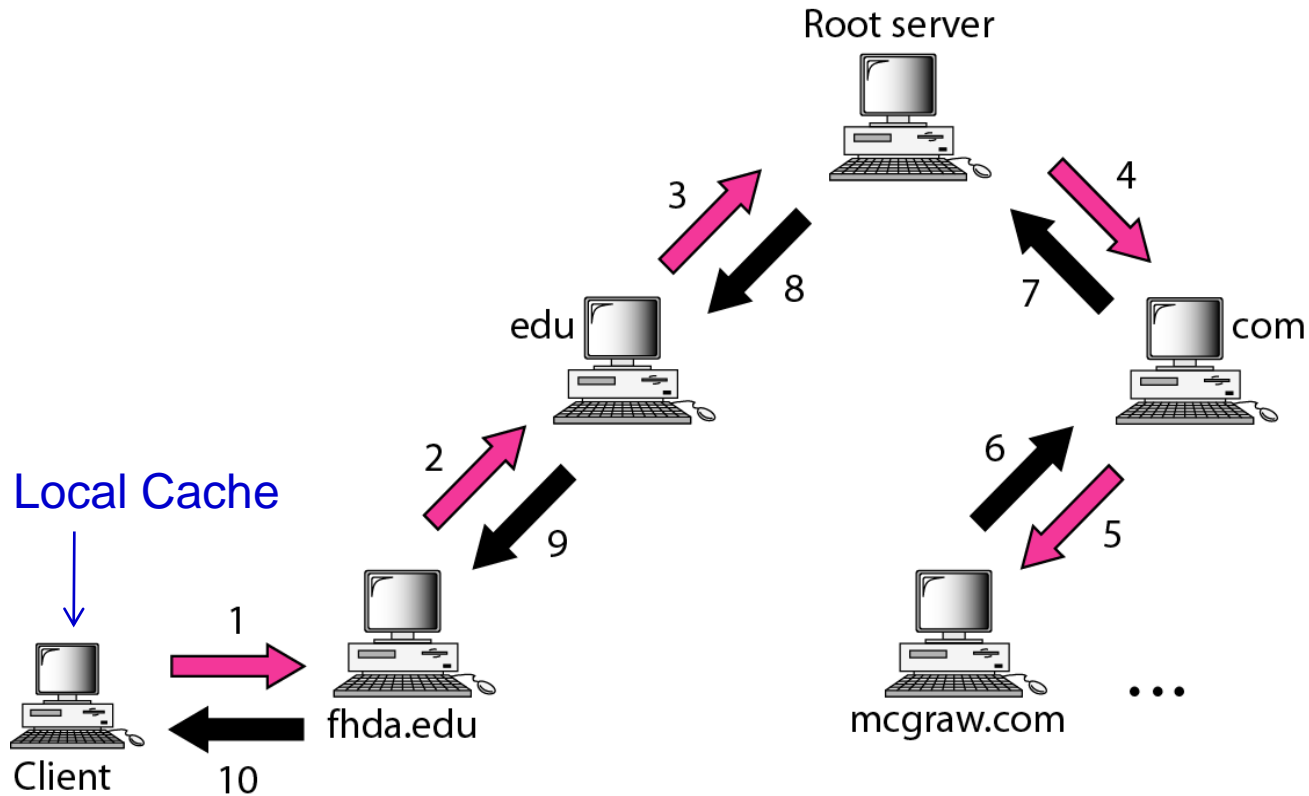 Root server
3
4
8
7
edu
com
2
6
Local Cache
9
5
1
fhda.edu
mcgraw.com
...
Client
10